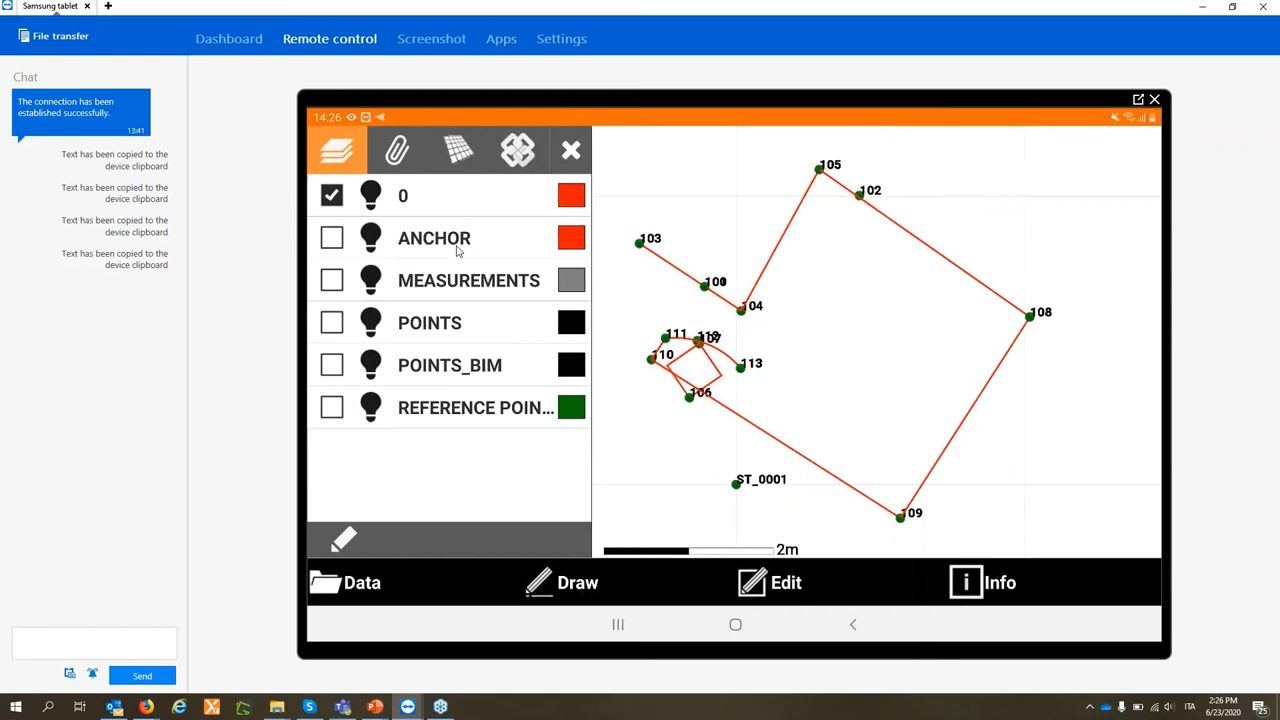 Samsung tablet
File transfer
Dashboard
Remote control
Screenshot
Apps
Settings
Chat
The connection has been
established successfully.
13:41
Text has been copied to the
device clipboard
Text has been copied to the
device clipboard
Text has been copied to the
device clipboard
Text has been copied to the
device clipboard
Send
14:26
0
ANCHOR
MEASUREMENTS
POINTS
POINTS_BIM
REFERENCE POIN...
105
102
103
104
108
111
107
110
113
106
ST_0001
109
2m
Data
Draw
Edit
Info
ITA
2:26 PM
6/23/2020
25